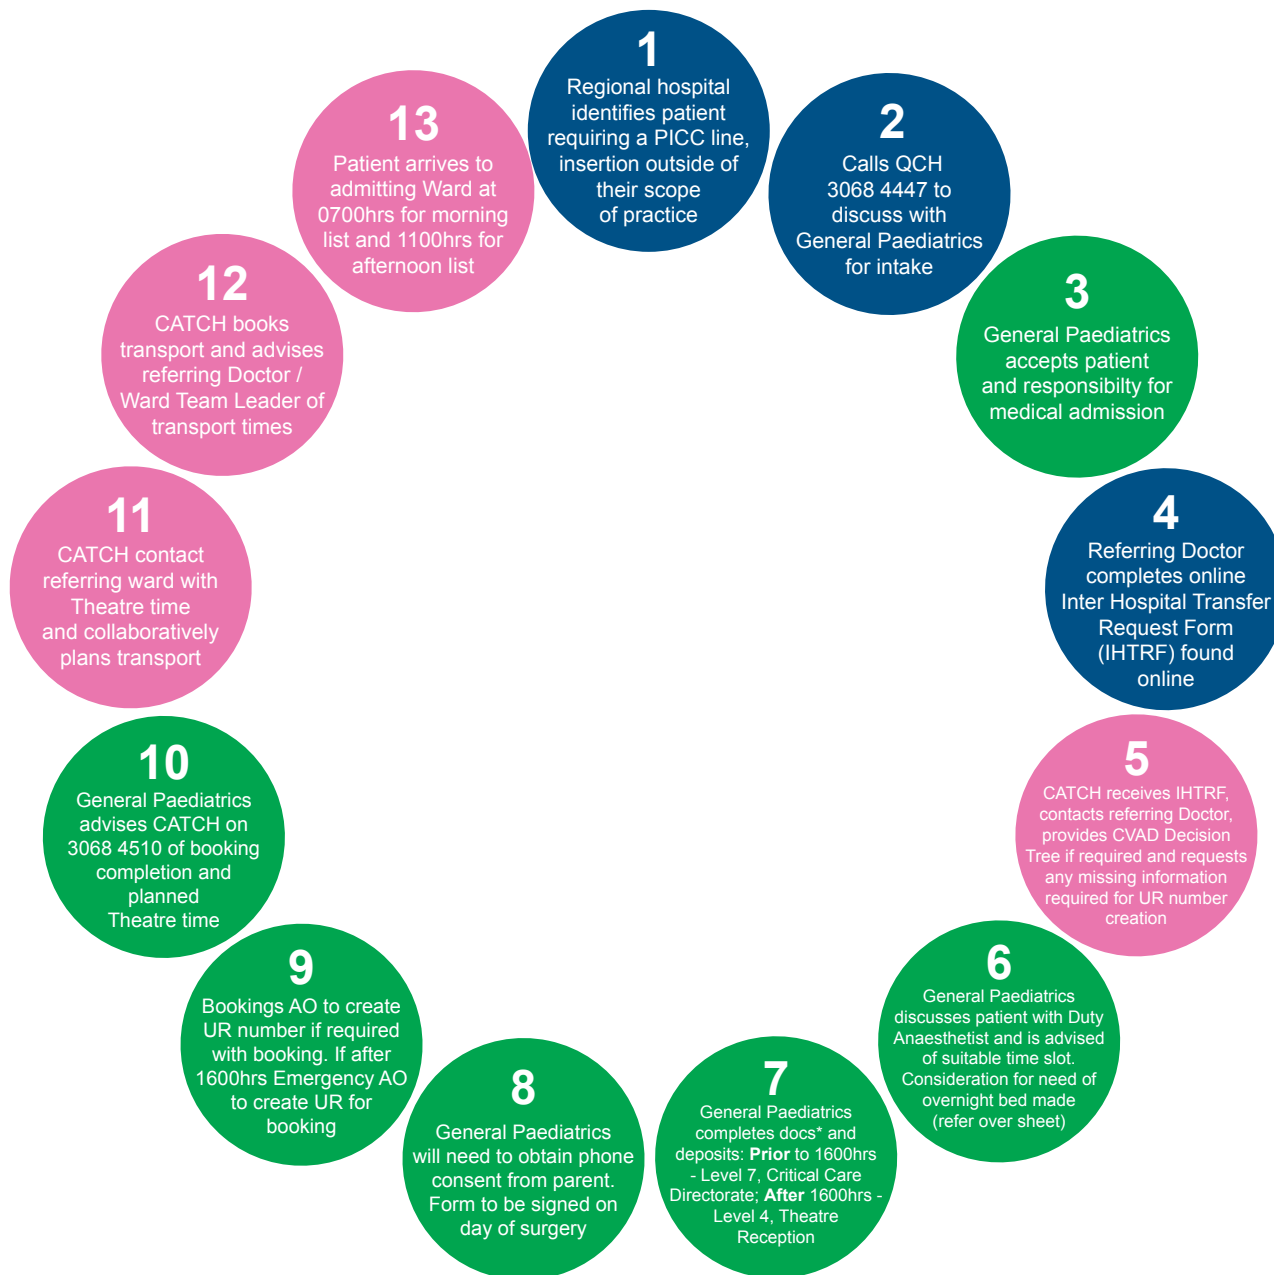 1
Regional hospital
identifies patient
requiring a PICC line,
insertion outside of
their scope
of practice
2
Calls QCH
3068 4447 to
discuss with
General Paediatrics
for intake
3
General Paediatrics
accepts patient
and responsibilty for
medical admission
4
Referring Doctor
completes online
Inter Hospital Transfer
Request Form
(IHTRF) found
online
5
CATCH receives IHTRF,
contacts referring Doctor,
provides CVAD Decision
Tree if required and requests
any missing information
required for UR number
creation
6
General Paediatrics
discusses patient with Duty
Anaesthetist and is advised
of suitable time slot.
Consideration for need of
overnight bed made
(refer over sheet)
7
General Paediatrics
completes docs* and
deposits: Prior to 1600hrs
- Level 7, Critical Care
Directorate; After 1600hrs -
Level 4, Theatre
Reception
8
General Paediatrics
will need to obtain phone
consent from parent.
Form to be signed on
day of surgery
9
Bookings AO to create
UR number if required
with booking. If after
1600hrs Emergency AO
to create UR for
booking
10
General Paediatrics
advises CATCH on
3068 4510 of booking
completion and
planned
Theatre time
11
CATCH contact
referring ward with
Theatre time
and collaboratively
plans transport
12
CATCH books
transport and advises
referring Doctor /
Ward Team Leader of
transport times
13
Patient arrives to
admitting Ward at
0700hrs for morning
list and 1100hrs for
afternoon list